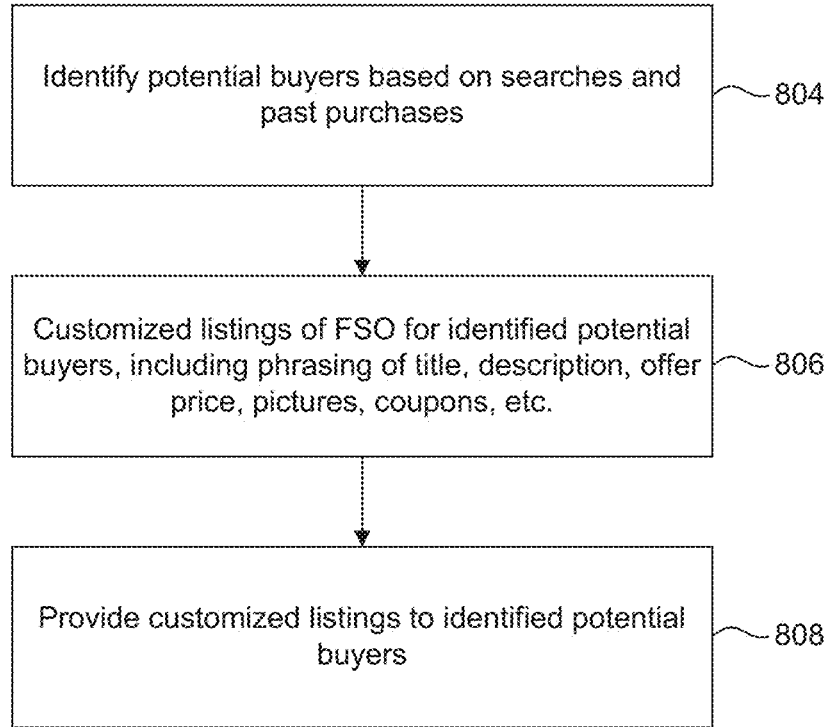 Identify potential buyers based on searches and
past purchases
804
Customized listings of FSO for identified potential
buyers, including phrasing of title, description, offer
price, pictures, coupons, etc.
806
Provide customized listings to identified potential
buyers
808